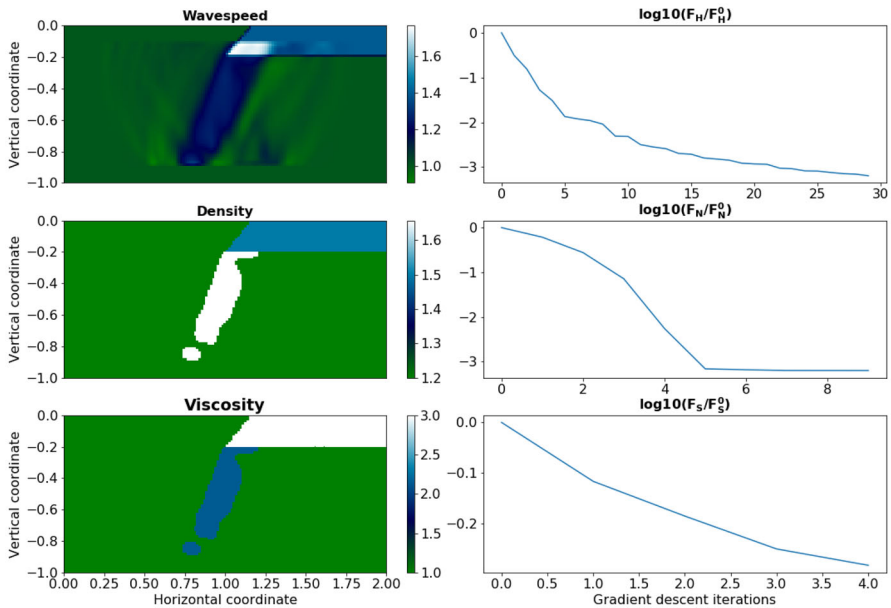 Wavespeed
Vertical coordinate
0.0
−0.2
−0.4
−0.6
−0.8
−1.0
1.6
1.4
1.2
1.0
log10(F_H/F_H^0)
0
−1
−2
−3
0 5 10 15 20 25 30
Density
Vertical coordinate
0.0
−0.2
−0.4
−0.6
−0.8
−1.0
1.6
1.5
1.4
1.3
1.2
log10(F_N/F_N^0)
0
−1
−2
−3
0 2 4 6 8
Viscosity
Vertical coordinate
0.0
−0.2
−0.4
−0.6
−0.8
−1.0
0.00 0.25 0.50 0.75 1.00 1.25 1.50 1.75 2.00
Horizontal coordinate
3.0
2.5
2.0
1.5
1.0
log10(F_S/F_S^0)
0.0
−0.1
−0.2
0.0 0.5 1.0 1.5 2.0 2.5 3.0 3.5 4.0
Gradient descent iterations